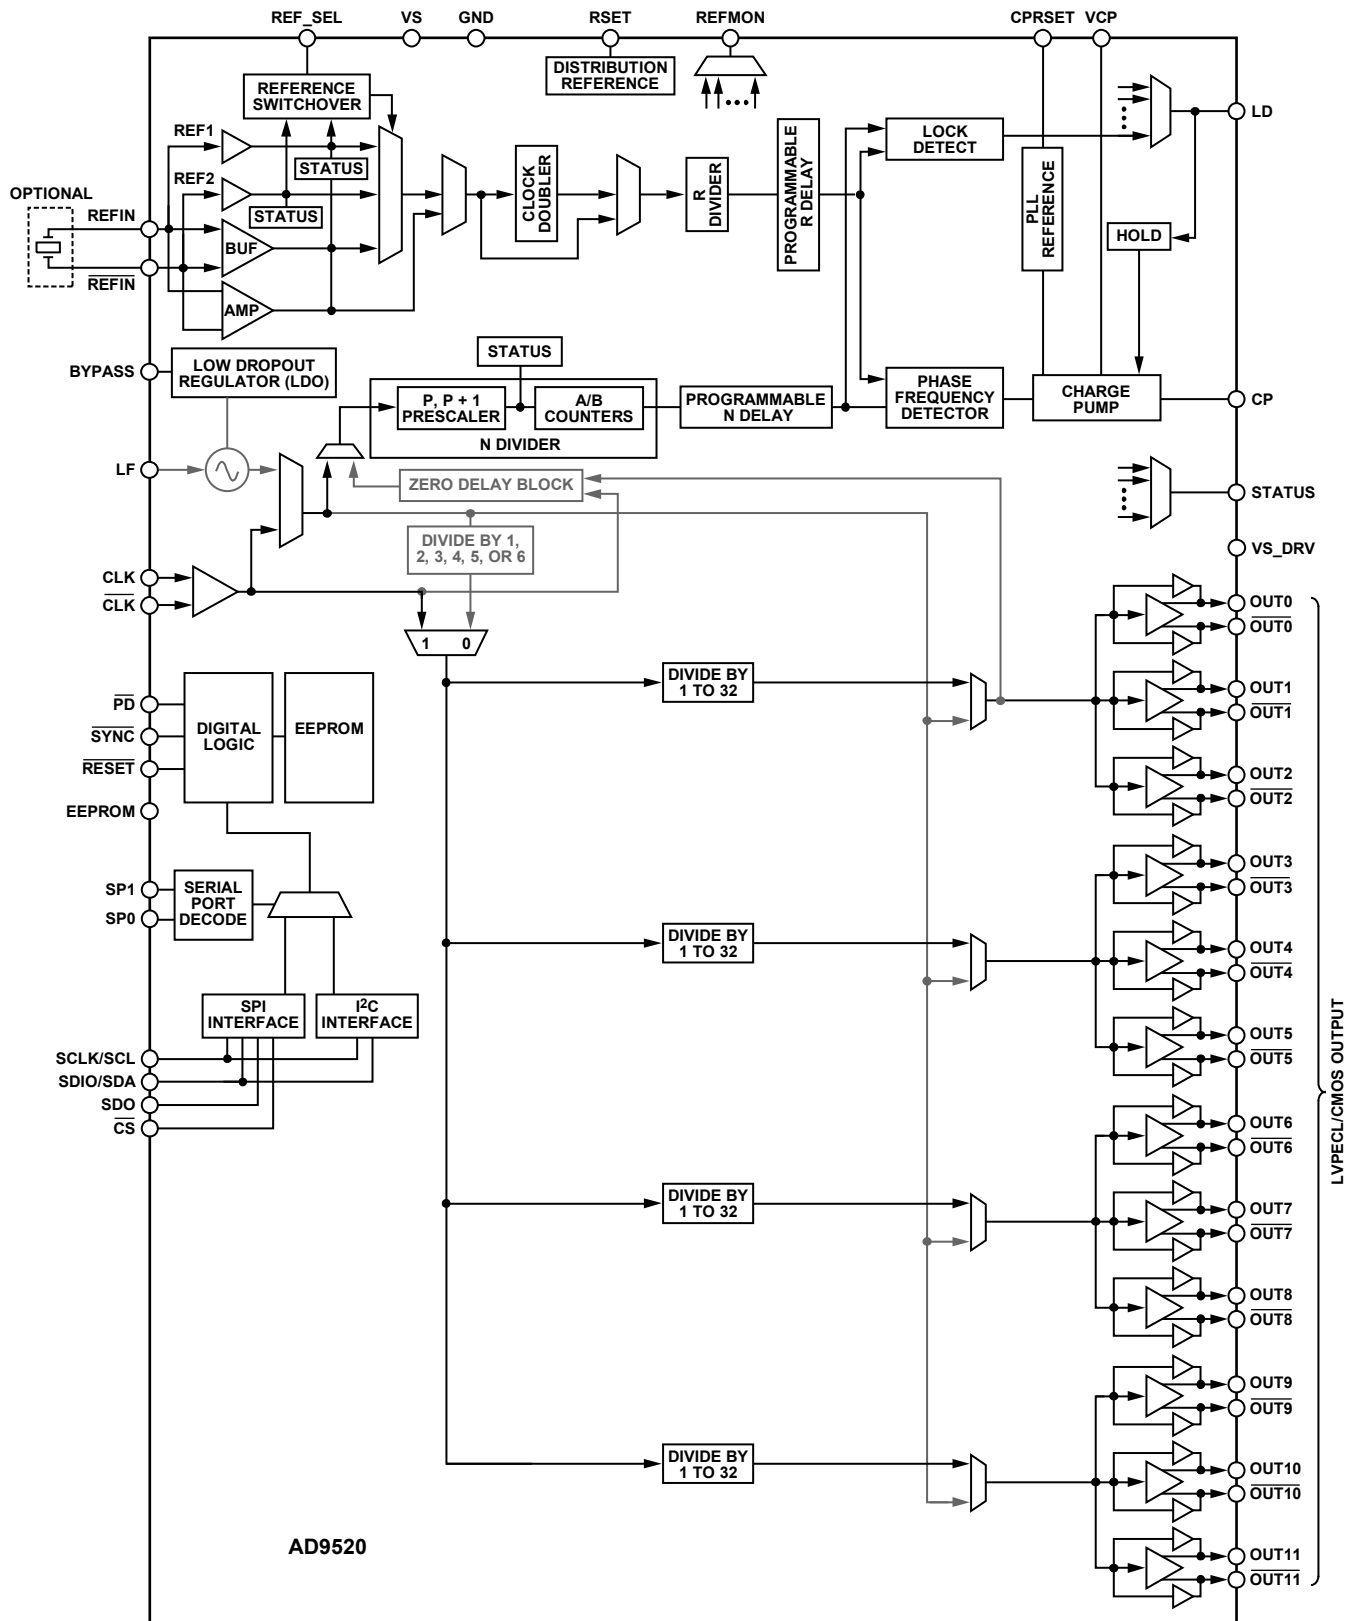 REF_SEL
VS
GND
RSET
REFMON
CPRSET
VCP
DISTRIBUTION
REFERENCE
REFERENCE
SWITCHOVER
REF1
REF2
STATUS
STATUS
BUF
AMP
OPTIONAL
REFIN
REFIN
CLOCK
DOUBLER
R
DIVIDER
PROGRAMMABLE
R DELAY
LOCK
DETECT
PLL
REFERENCE
HOLD
LD
BYPASS
LOW DROPOUT
REGULATOR (LDO)
STATUS
P, P + 1
PRESCALER
A/B
COUNTERS
N DIVIDER
PROGRAMMABLE
N DELAY
PHASE
FREQUENCY
DETECTOR
CHARGE
PUMP
CP
LF
ZERO DELAY BLOCK
STATUS
DIVIDE BY 1,
2, 3, 4, 5, OR 6
VS_DRV
CLK
CLK
1 0
OUT0
OUT0
DIVIDE BY
1 TO 32
OUT1
OUT1
OUT2
OUT2
PD
SYNC
RESET
DIGITAL
LOGIC
EEPROM
EEPROM
SP1
SP0
SERIAL
PORT
DECODE
OUT3
OUT3
DIVIDE BY
1 TO 32
OUT4
OUT4
OUT5
OUT5
SPI
INTERFACE
I²C
INTERFACE
SCLK/SCL
SDIO/SDA
SDO
CS
LVPECL/CMOS OUTPUT
OUT6
OUT6
DIVIDE BY
1 TO 32
OUT7
OUT7
OUT8
OUT8
OUT9
OUT9
DIVIDE BY
1 TO 32
OUT10
OUT10
OUT11
OUT11
AD9520